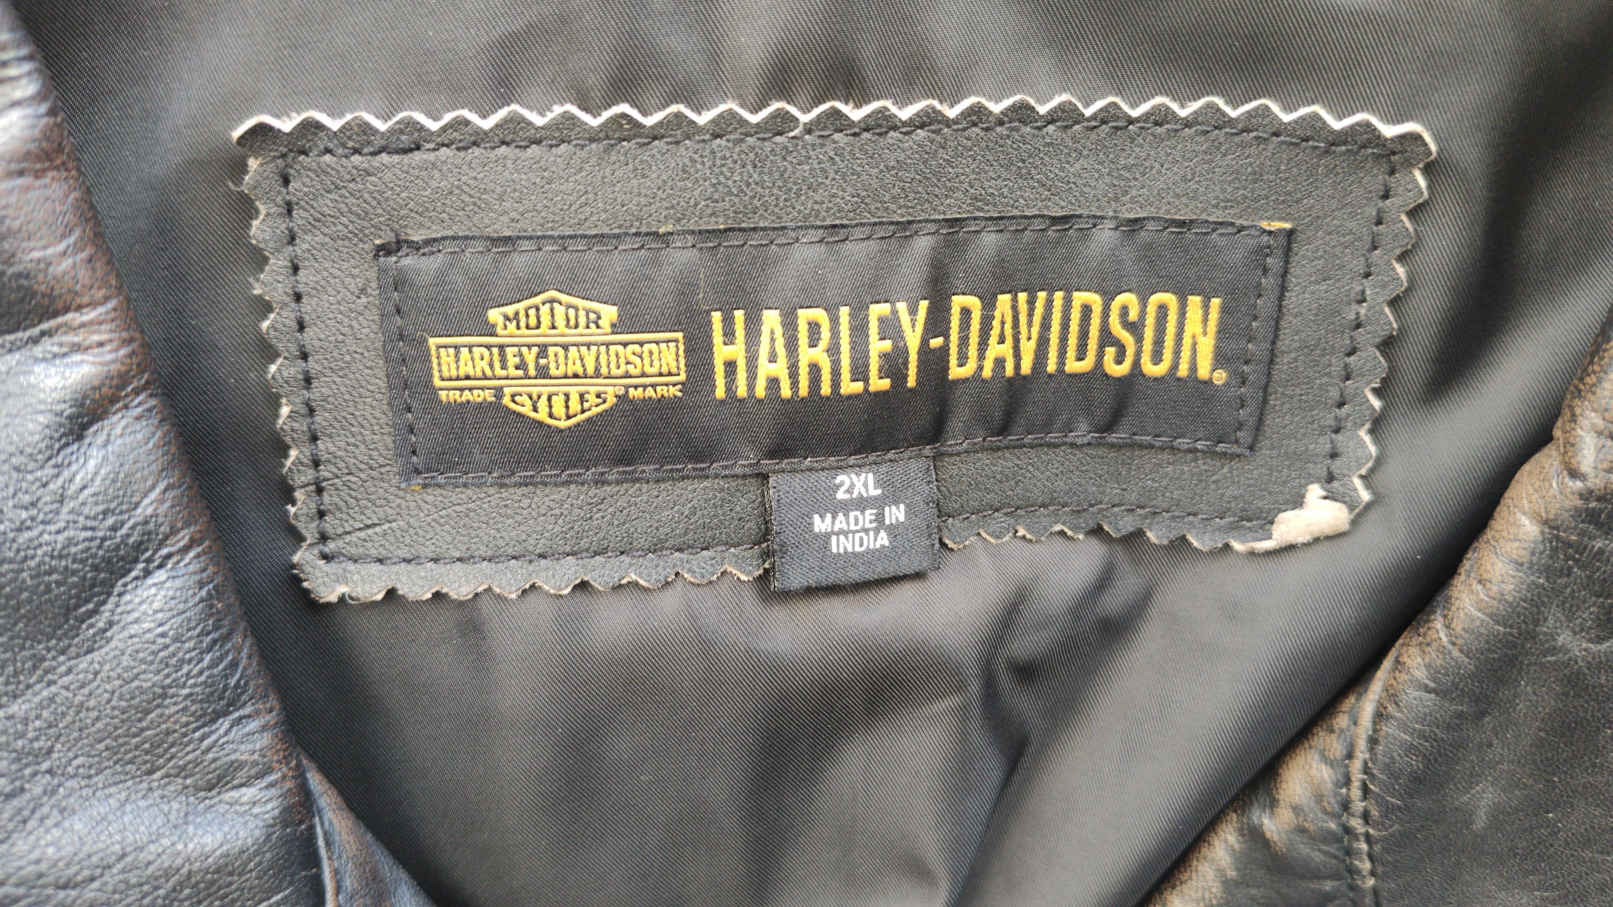 MOTOR
HARLEY-DAVIDSON
TRADE CYCLES® MARK
HARLEY-DAVIDSON®
2XL
MADE IN
INDIA